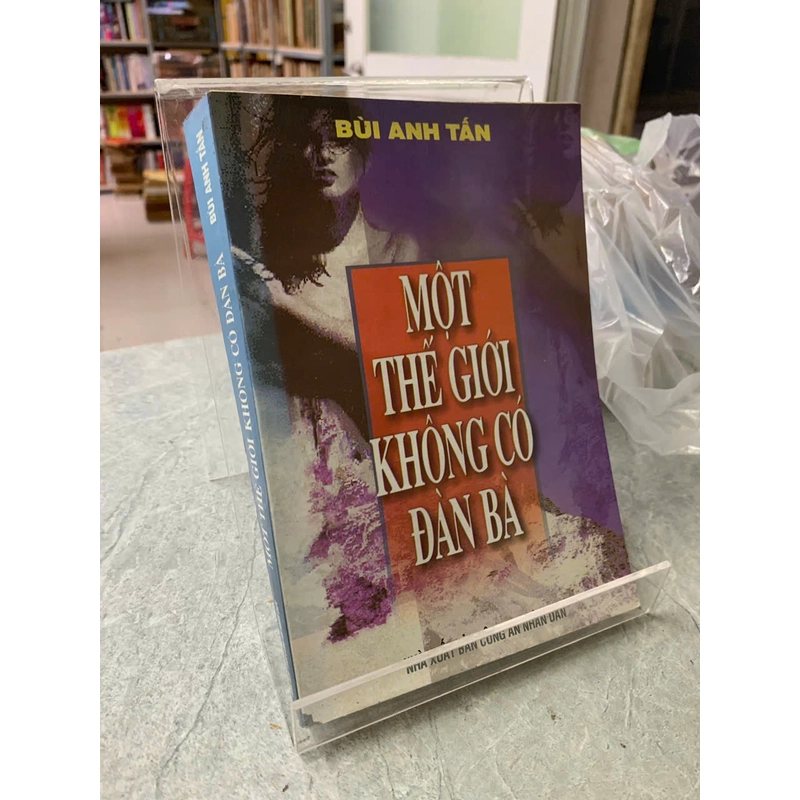 BÙI ANH TẤN
MỘT
THẾ GIỚI
KHÔNG CÓ
ĐÀN BÀ
NHÀ XUẤT BẢN CÔNG AN NHÂN DÂN
MỘT THẾ GIỚI KHÔNG CÓ ĐÀN BÀ BÙI ANH TẤN